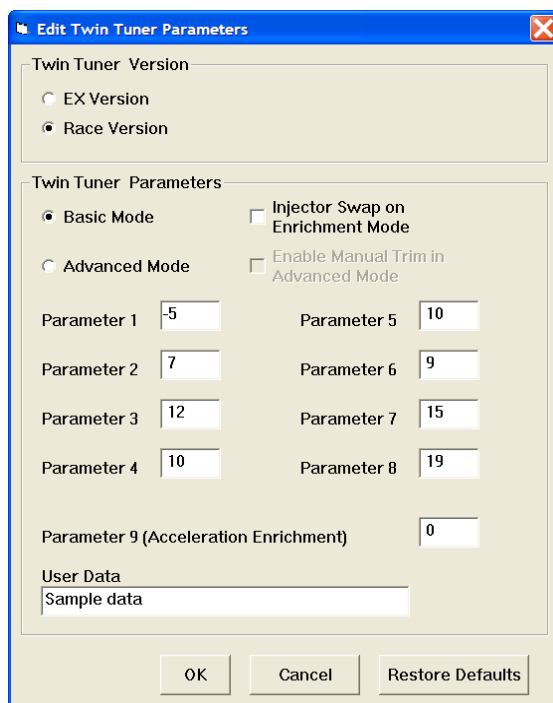 Edit Twin Tuner Parameters
Twin Tuner Version
EX Version
Race Version
Twin Tuner Parameters
Basic Mode
Injector Swap on
Enrichment Mode
Advanced Mode
Enable Manual Trim in
Advanced Mode
Parameter 1 -5
Parameter 5 10
Parameter 2 7
Parameter 6 9
Parameter 3 12
Parameter 7 15
Parameter 4 10
Parameter 8 19
Parameter 9 (Acceleration Enrichment) 0
User Data
Sample data
OK Cancel Restore Defaults